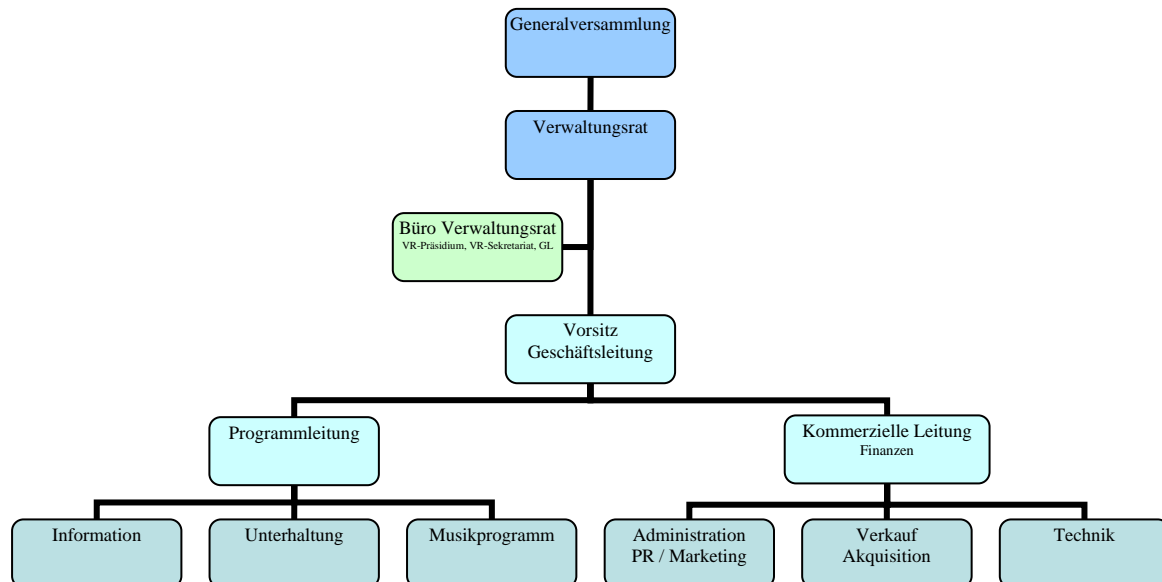 Generalversammlung
Verwaltungsrat
Büro Verwaltungsrat
VR-Präsidium, VR-Sekretariat, GL
Vorsitz
Geschäftsleitung
Programmleitung
Kommerzielle Leitung
Finanzen
Information
Unterhaltung
Musikprogramm
Administration
PR / Marketing
Verkauf
Akquisition
Technik